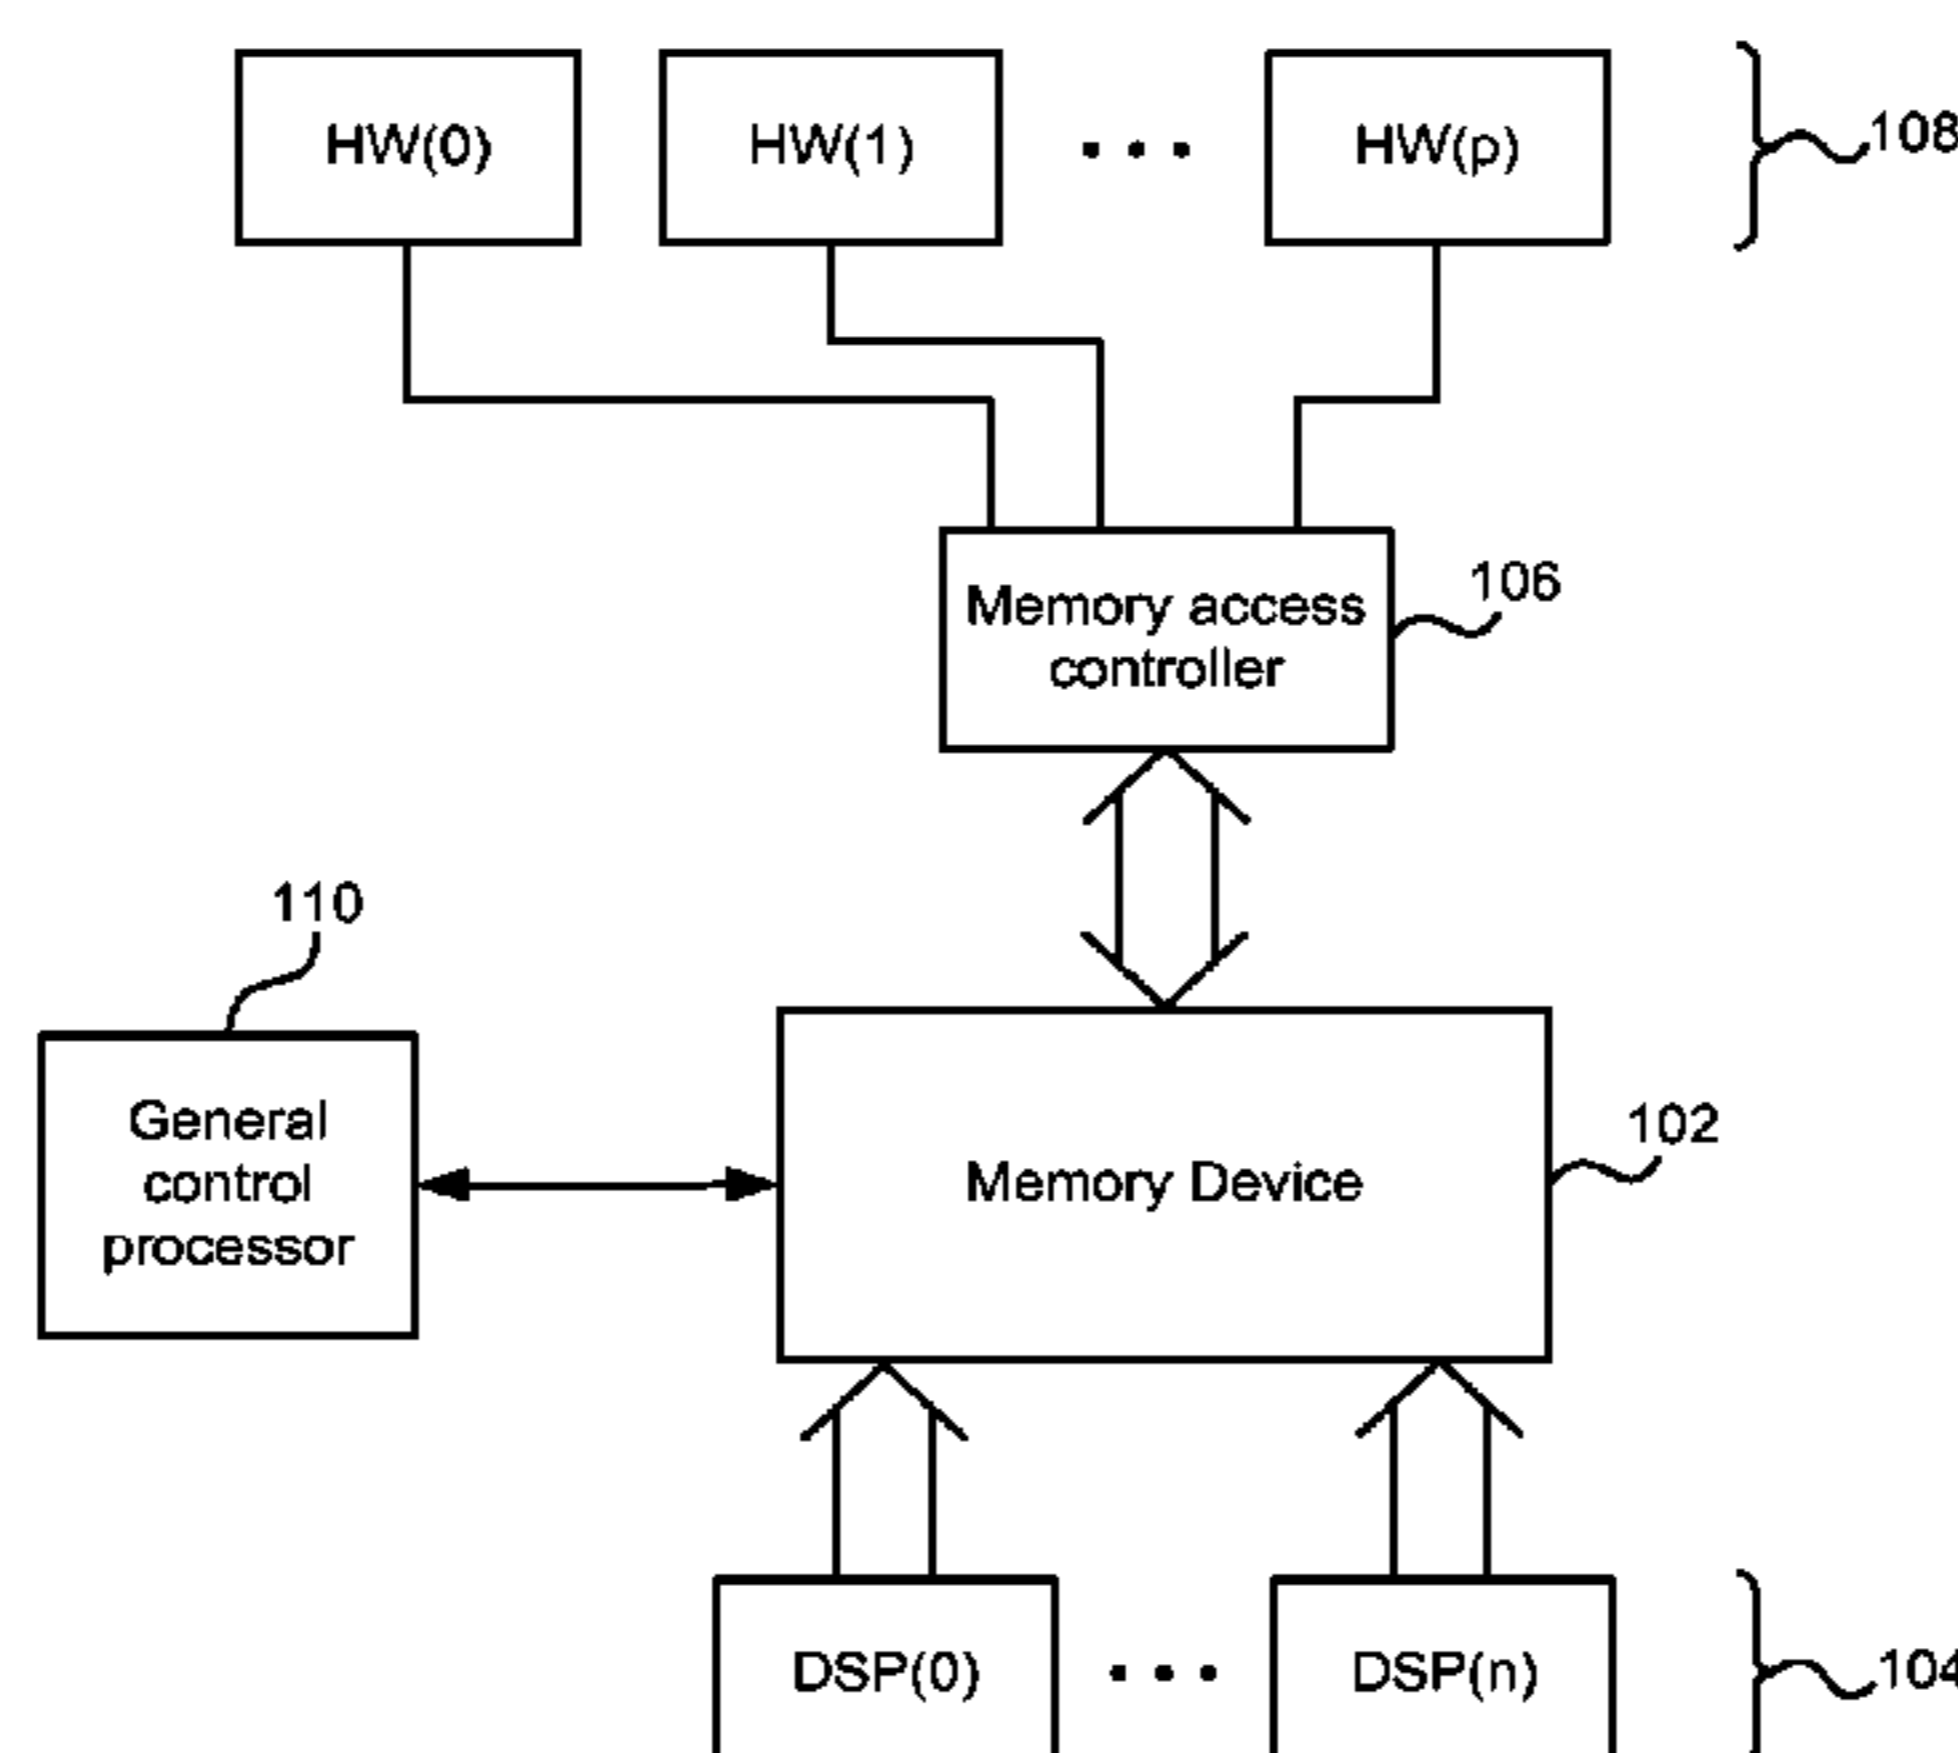 HW(0)
HW(1)
• • •
HW(p)
108
Memory access
controller
106
110
General
control
processor
Memory Device
102
DSP(0)
• • •
DSP(n)
104